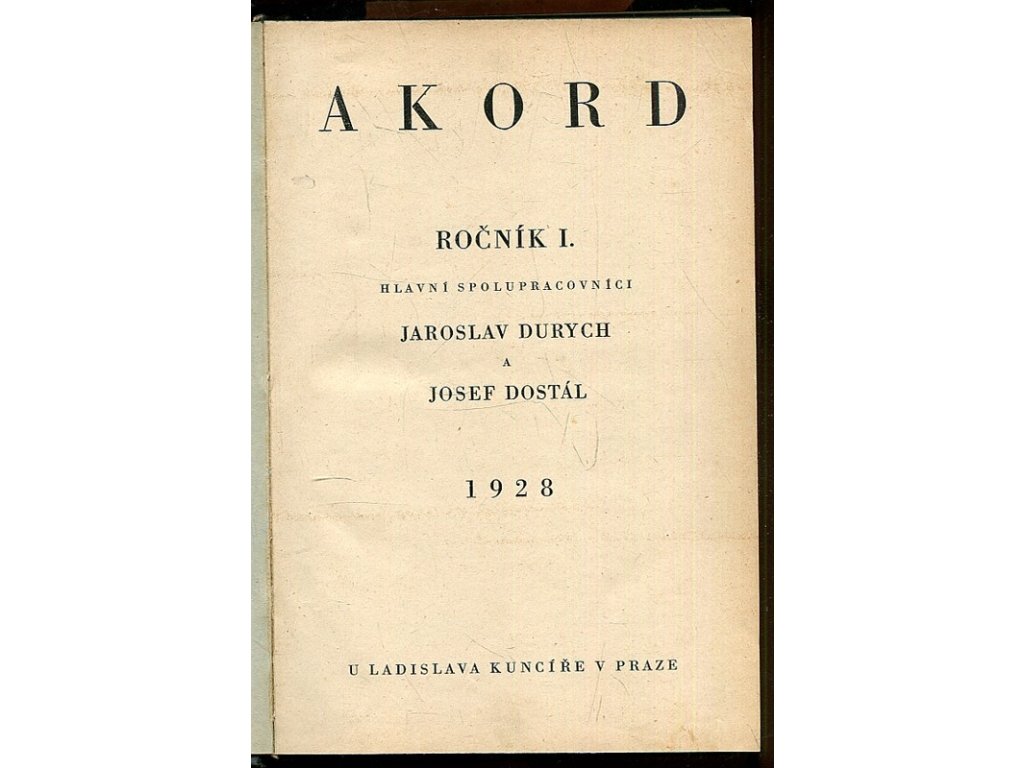 AKORD
ROČNÍK I.
HLAVNÍ SPOLUPRACOVNÍCI
JAROSLAV DURYCH
A
JOSEF DOSTÁL
1928
U LADISLAVA KUNCÍŘE V PRAZE